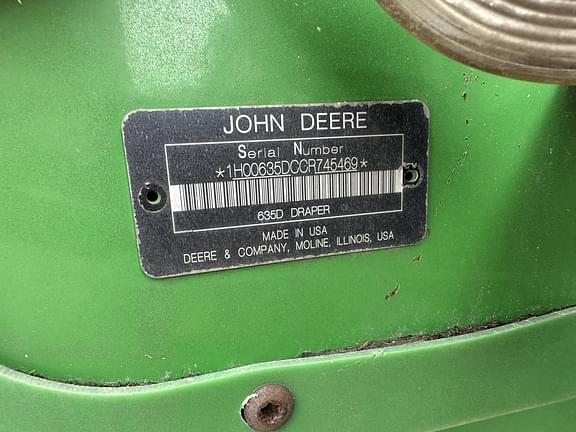 JOHN DEERE
Serial Number
*1H00635DCCR745469*
635D DRAPER
MADE IN USA
DEERE & COMPANY, MOLINE, ILLINOIS, USA